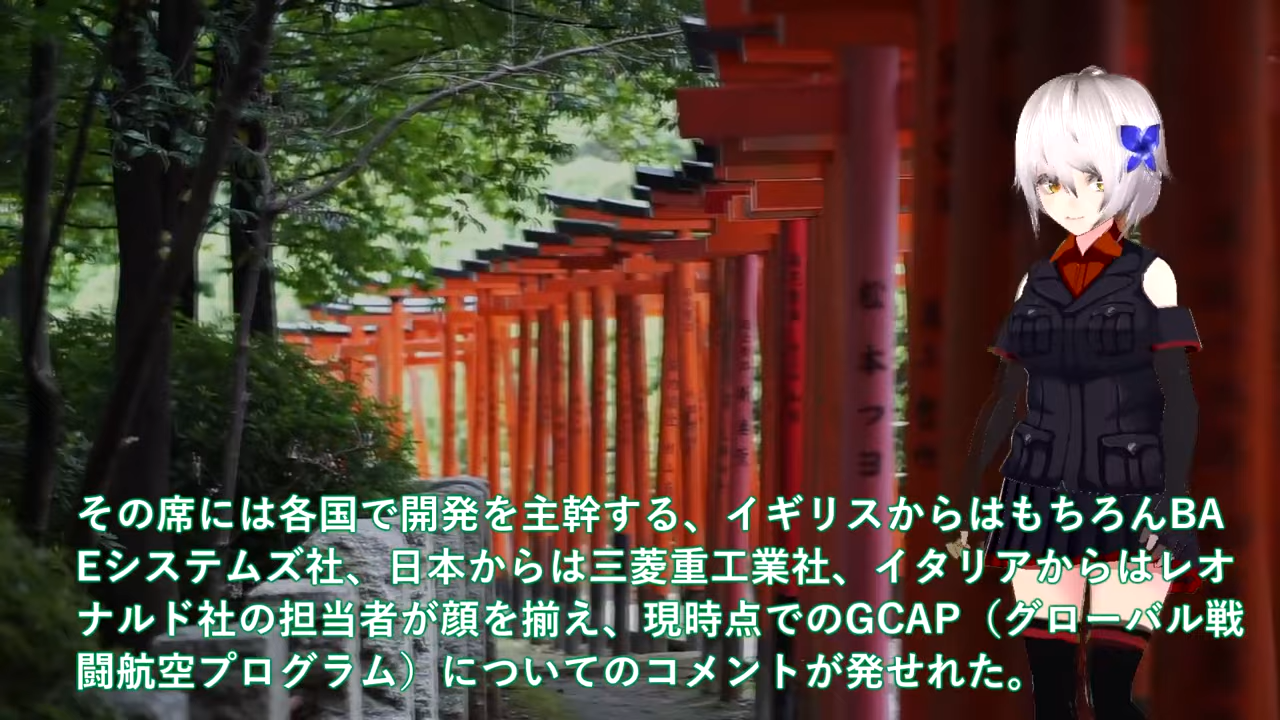 松本ツヨ
その席には各国で開発を主幹する、イギリスからはもちろんBA
Eシステムズ社、日本からは三菱重工業社、イタリアからはレオ
ナルド社の担当者が顔を揃え、現時点でのGCAP（グローバル戦
闘航空プログラム）についてのコメントが発せれた。